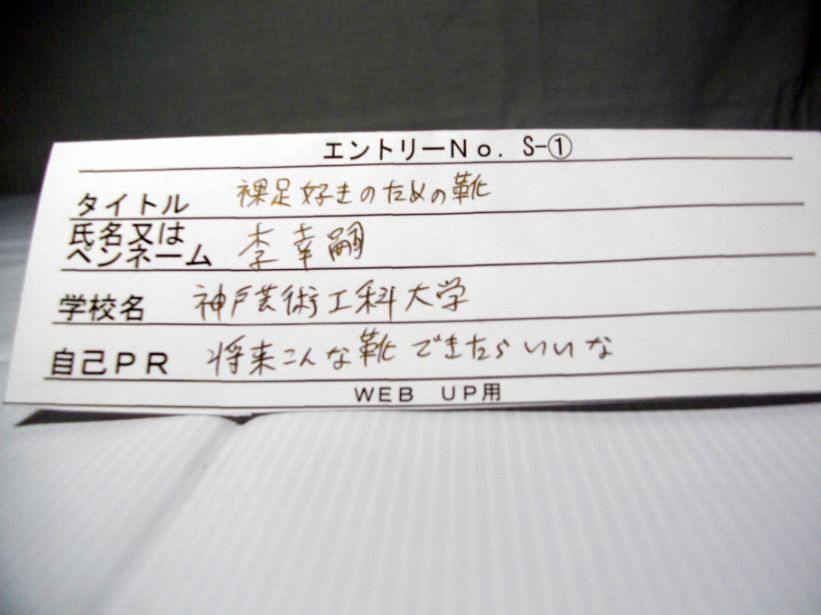 エントリーNo. S-①
タイトル 裸足好きのための靴
氏名又は
ペンネーム 李幸嗣
学校名 神戸芸術工科大学
自己PR 将来こんな靴できたらいいな
WEB UP用